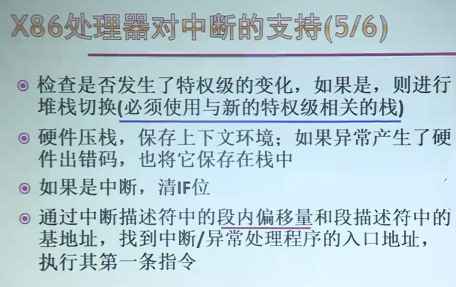 X86处理器对中断的支持(5/6)
检查是否发生了特权级的变化，如果是，则进行
堆栈切换(必须使用与新的特权级相关的栈)
硬件压栈，保存上下文环境；如果异常产生了硬
件出错码，也将它保存在栈中
如果是中断，清IF位
通过中断描述符中的段内偏移量和段描述符中的
基地址，找到中断/异常处理程序的入口地址，
执行其第一条指令